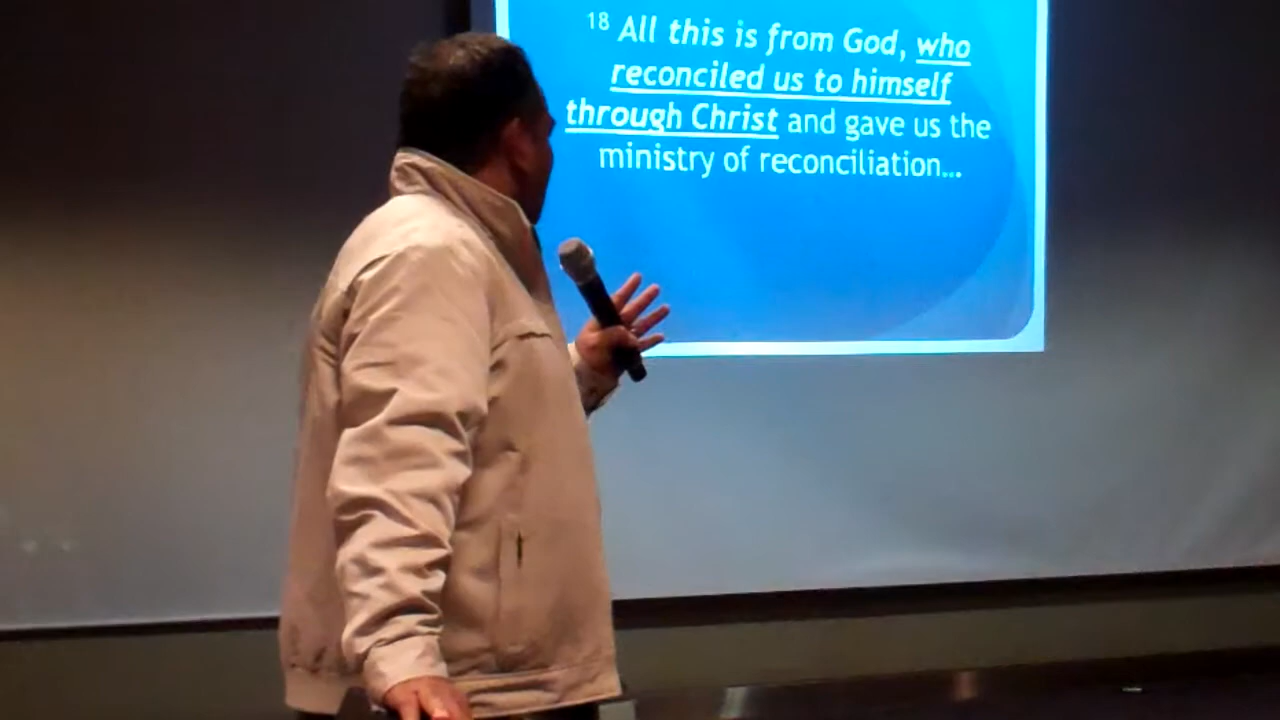 18 All this is from God, who
reconciled us to himself
through Christ and gave us the
ministry of reconciliation...